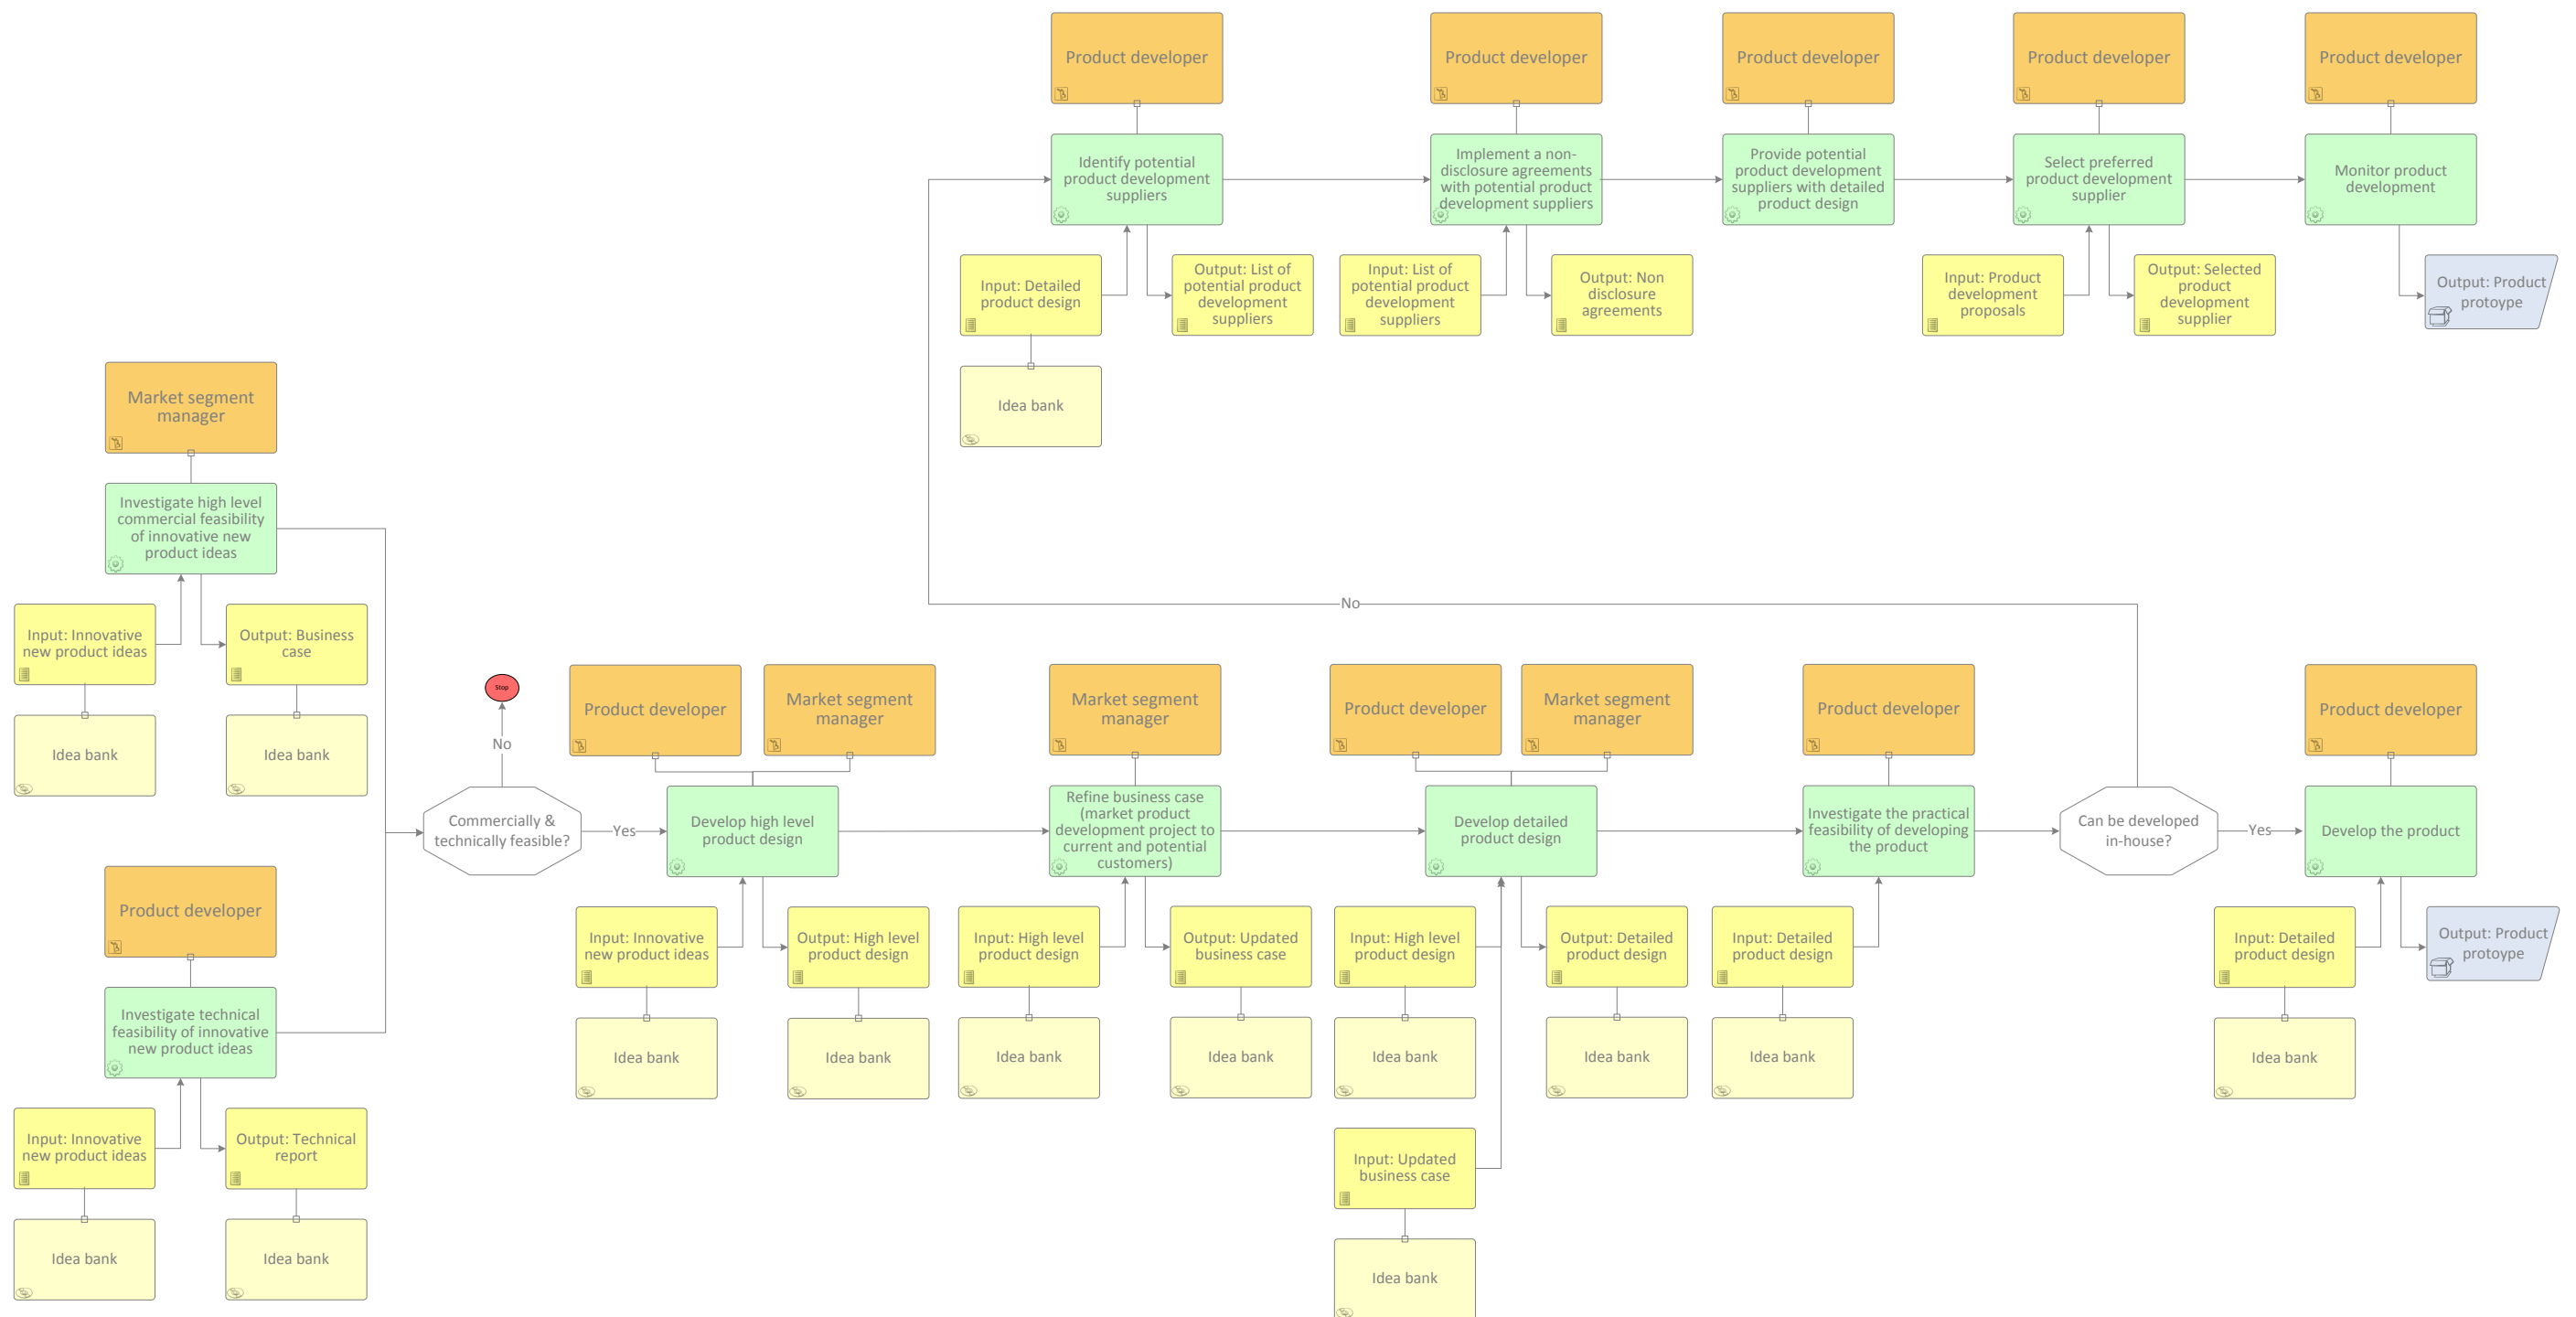 Product developer
Product developer
Product developer
Product developer
Product developer
Identify potential
product development
suppliers
Implement a non-
disclosure agreements
with potential product
development suppliers
Provide potential
product development
suppliers with detailed
product design
Select preferred
product development
supplier
Monitor product
development
Input: Detailed
product design
Output: List of
potential product
development
suppliers
Input: List of
potential product
development
suppliers
Output: Non
disclosure
agreements
Input: Product
development
proposals
Output: Selected
product
development
supplier
Output: Product
protoype
Idea bank
Market segment
manager
Investigate high level
commercial feasibility
of innovative new
product ideas
Input: Innovative
new product ideas
Output: Business
case
Idea bank
Idea bank
No
Stop
No
Commercially &
technically feasible?
Yes
Product developer
Market segment
manager
Market segment
manager
Product developer
Market segment
manager
Product developer
Product developer
Develop high level
product design
Refine business case
(market product
development project to
current and potential
customers)
Develop detailed
product design
Investigate the practical
feasibility of developing
the product
Can be developed
in-house?
Yes
Develop the product
Product developer
Investigate technical
feasibility of innovative
new product ideas
Input: Innovative
new product ideas
Output: Technical
report
Idea bank
Idea bank
Input: Innovative
new product ideas
Output: High level
product design
Input: High level
product design
Output: Updated
business case
Input: High level
product design
Output: Detailed
product design
Input: Detailed
product design
Input: Detailed
product design
Output: Product
protoype
Idea bank
Idea bank
Idea bank
Idea bank
Idea bank
Idea bank
Idea bank
Idea bank
Input: Updated
business case
Idea bank